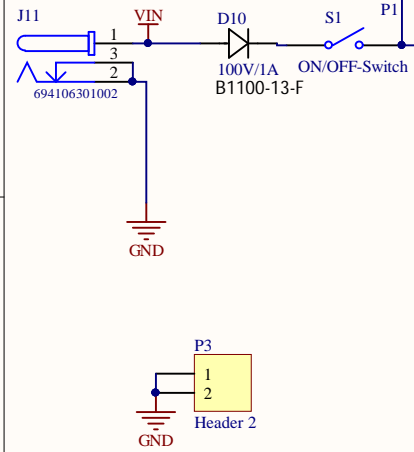 J11
VIN
D10
S1
P1
1
3
2
694106301002
100V/1A
B1100-13-F
ON/OFF-Switch
GND
P3
1
2
Header 2
GND